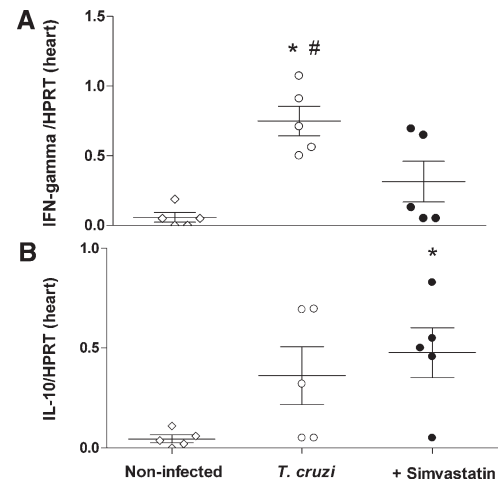 A
IFN-gamma /HPRT (heart)
1.5
1.0
0.5
0.0
* #
B
IL-10/HPRT (heart)
1.0
0.5
0.0
*
Non-infected T. cruzi + Simvastatin